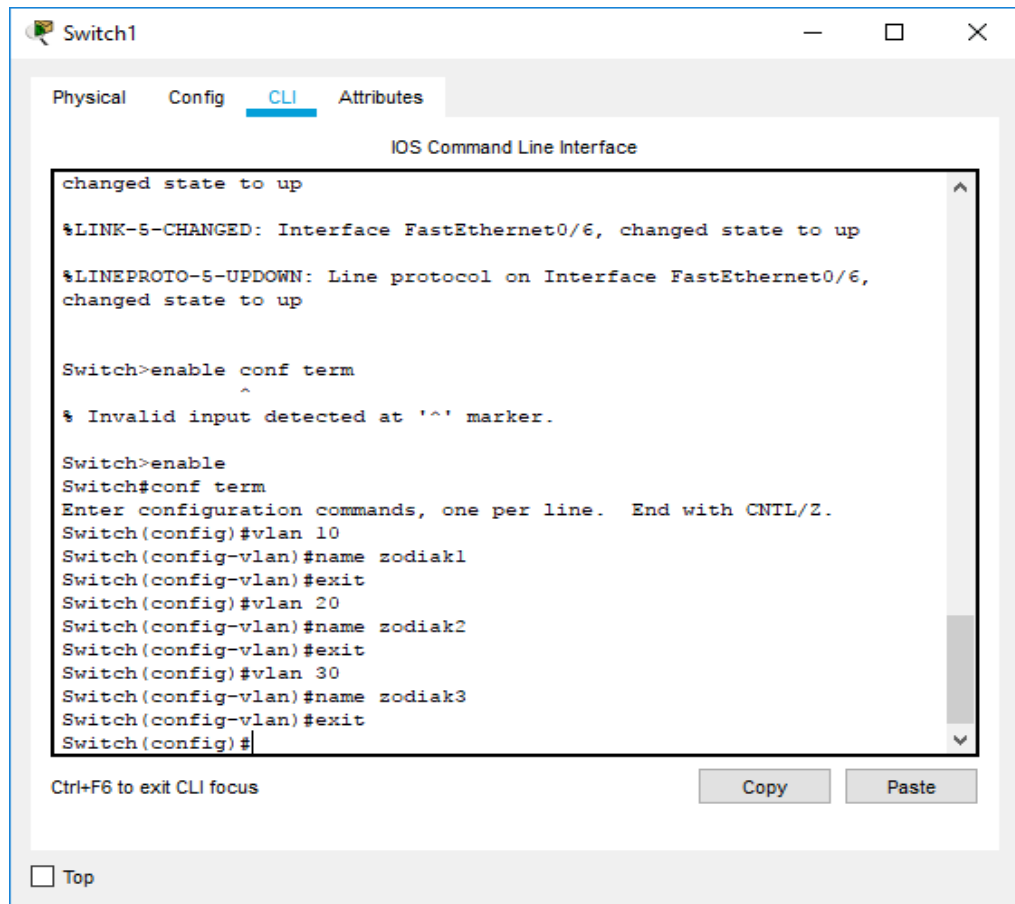 Switch1
Physical Config CLI Attributes
IOS Command Line Interface
changed state to up
%LINK-5-CHANGED: Interface FastEthernet0/6, changed state to up
%LINEPROTO-5-UPDOWN: Line protocol on Interface FastEthernet0/6,
changed state to up
Switch>enable conf term
^
% Invalid input detected at '^' marker.
Switch>enable
Switch#conf term
Enter configuration commands, one per line.  End with CNTL/Z.
Switch(config)#vlan 10
Switch(config-vlan)#name zodiak1
Switch(config-vlan)#exit
Switch(config)#vlan 20
Switch(config-vlan)#name zodiak2
Switch(config-vlan)#exit
Switch(config)#vlan 30
Switch(config-vlan)#name zodiak3
Switch(config-vlan)#exit
Switch(config)#
Ctrl+F6 to exit CLI focus
Copy Paste
Top